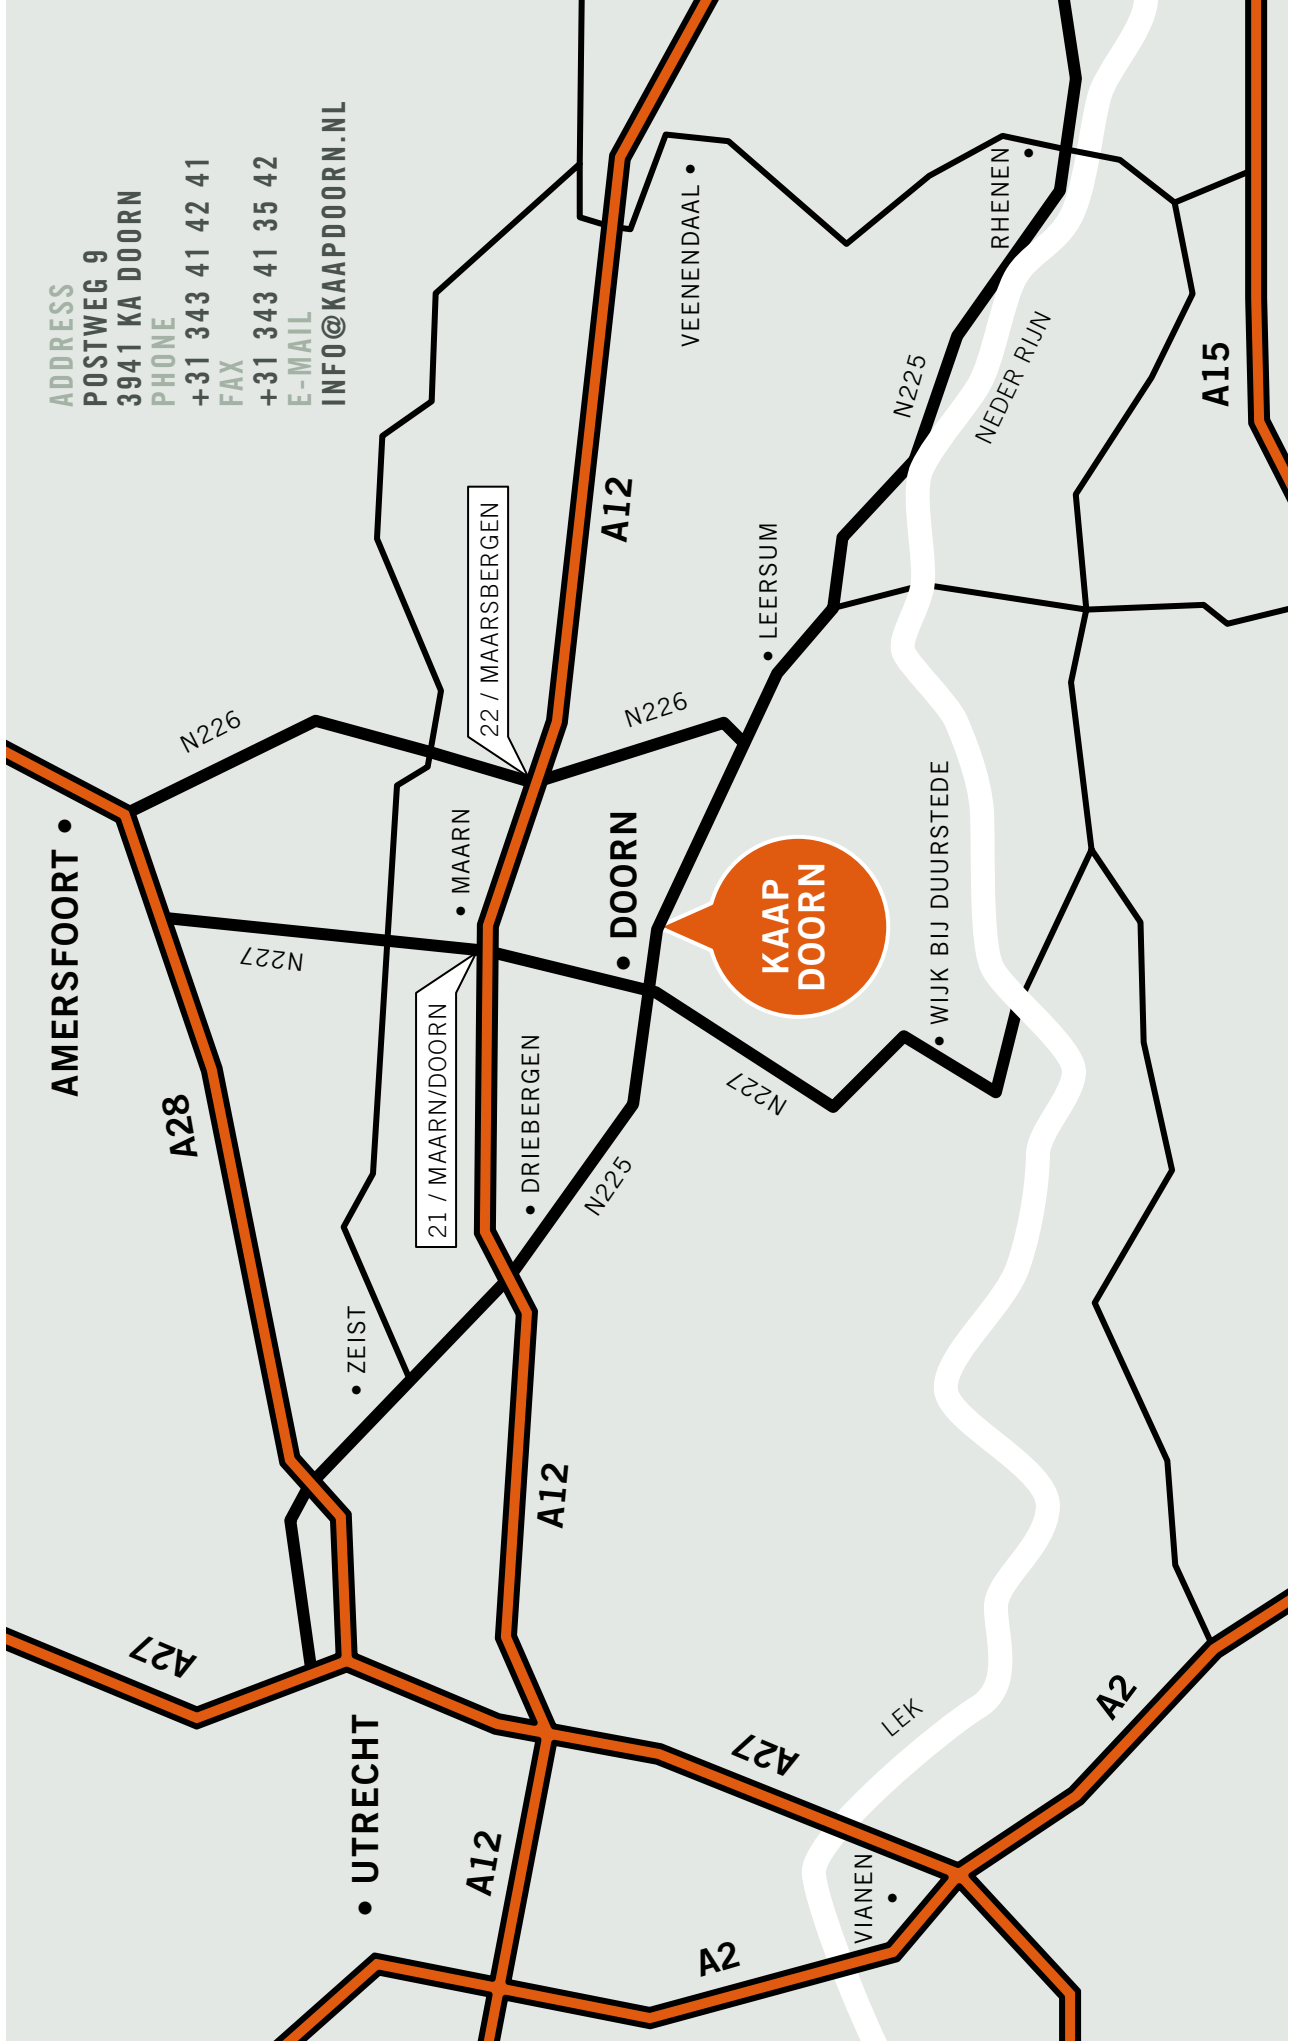 ADDRESS
POSTWEG 9
3941 KA DOORN
PHONE
+31 343 41 42 41
FAX
+31 343 41 35 42
E-MAIL
INFO@KAAPDOORN.NL
AMERSFOORT
A28
N226
N227
A27
ZEIST
UTRECHT
MAARN
22 / MAARSBERGEN
21 / MAARN/DOORN
DRIEBERGEN
A12
A12
A12
N225
N226
DOORN
KAAP
DOORN
N227
VEENENDAAL
LEERSUM
N225
RHENEN
NEDER RIJN
WIJK BIJ DUURSTEDE
A15
A27
A2
VIANEN
LEK
A2